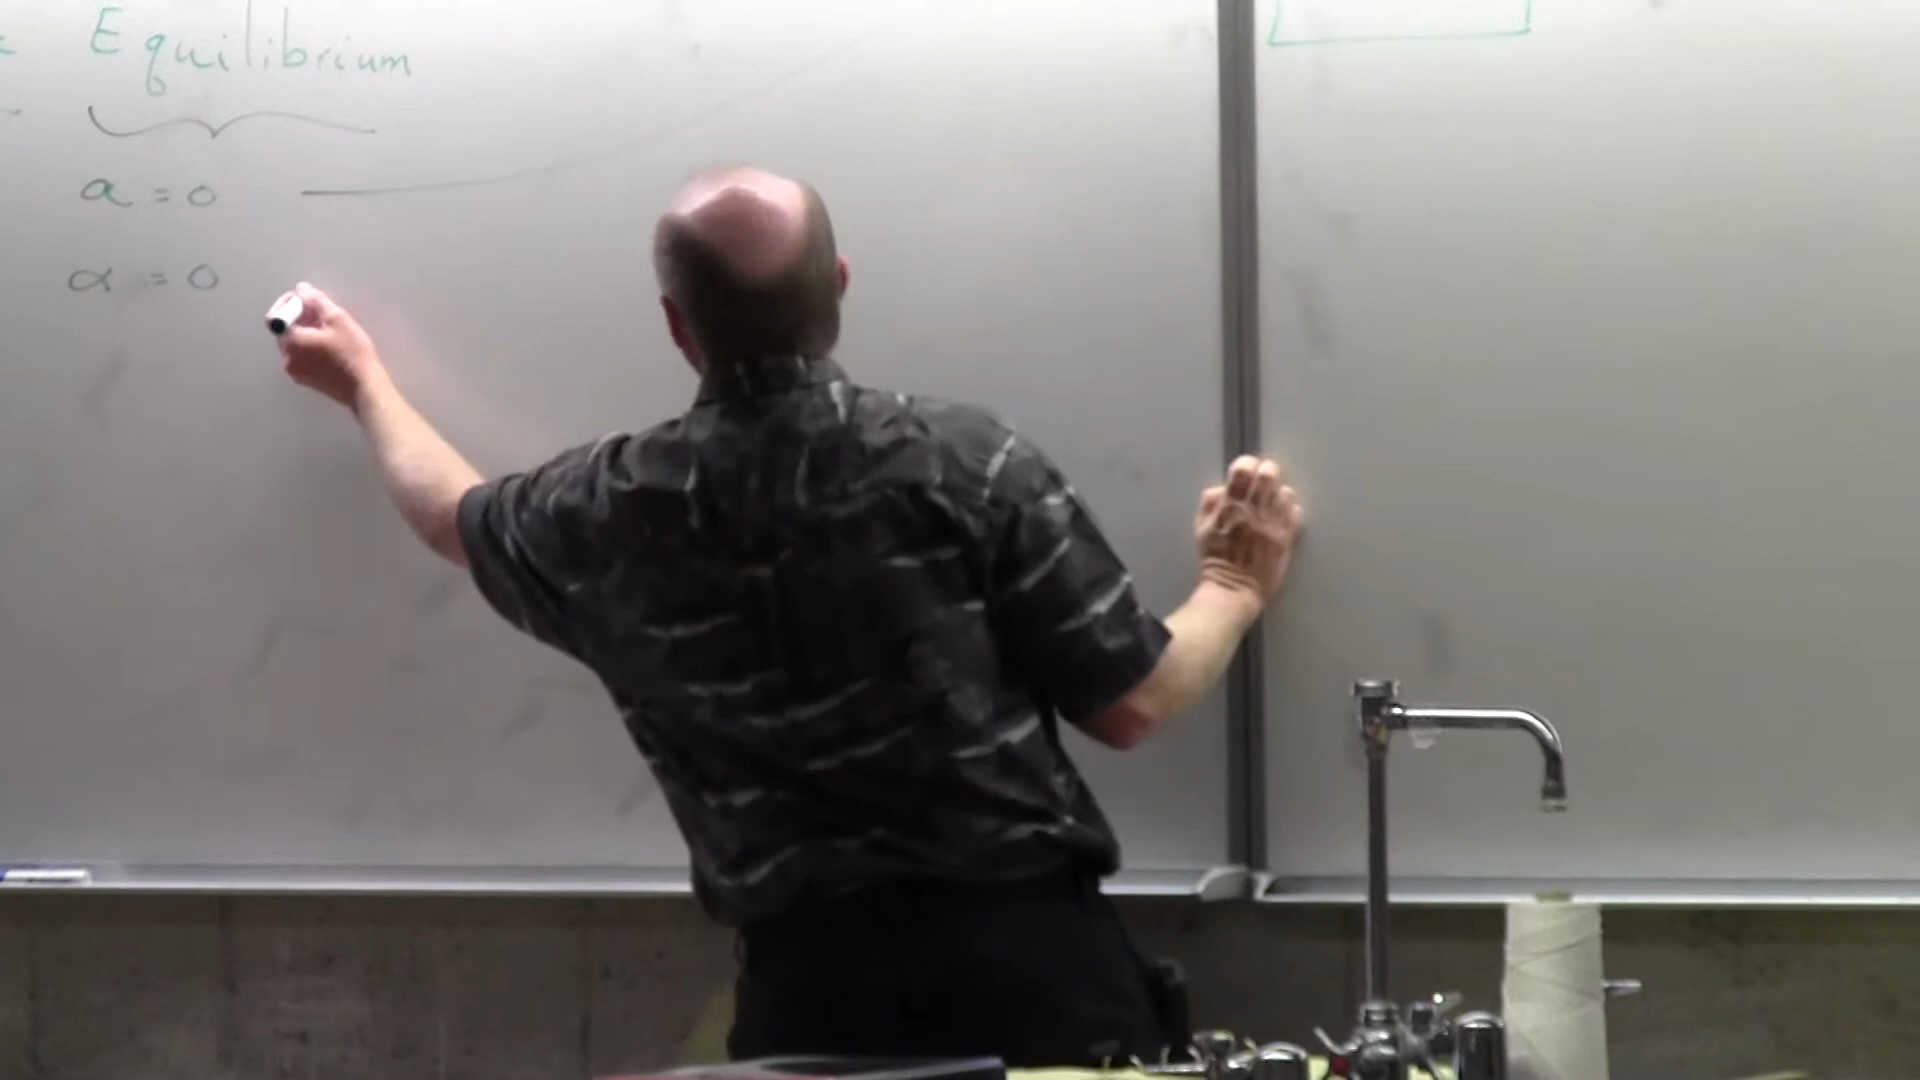 Equilibrium
a = 0
α = 0